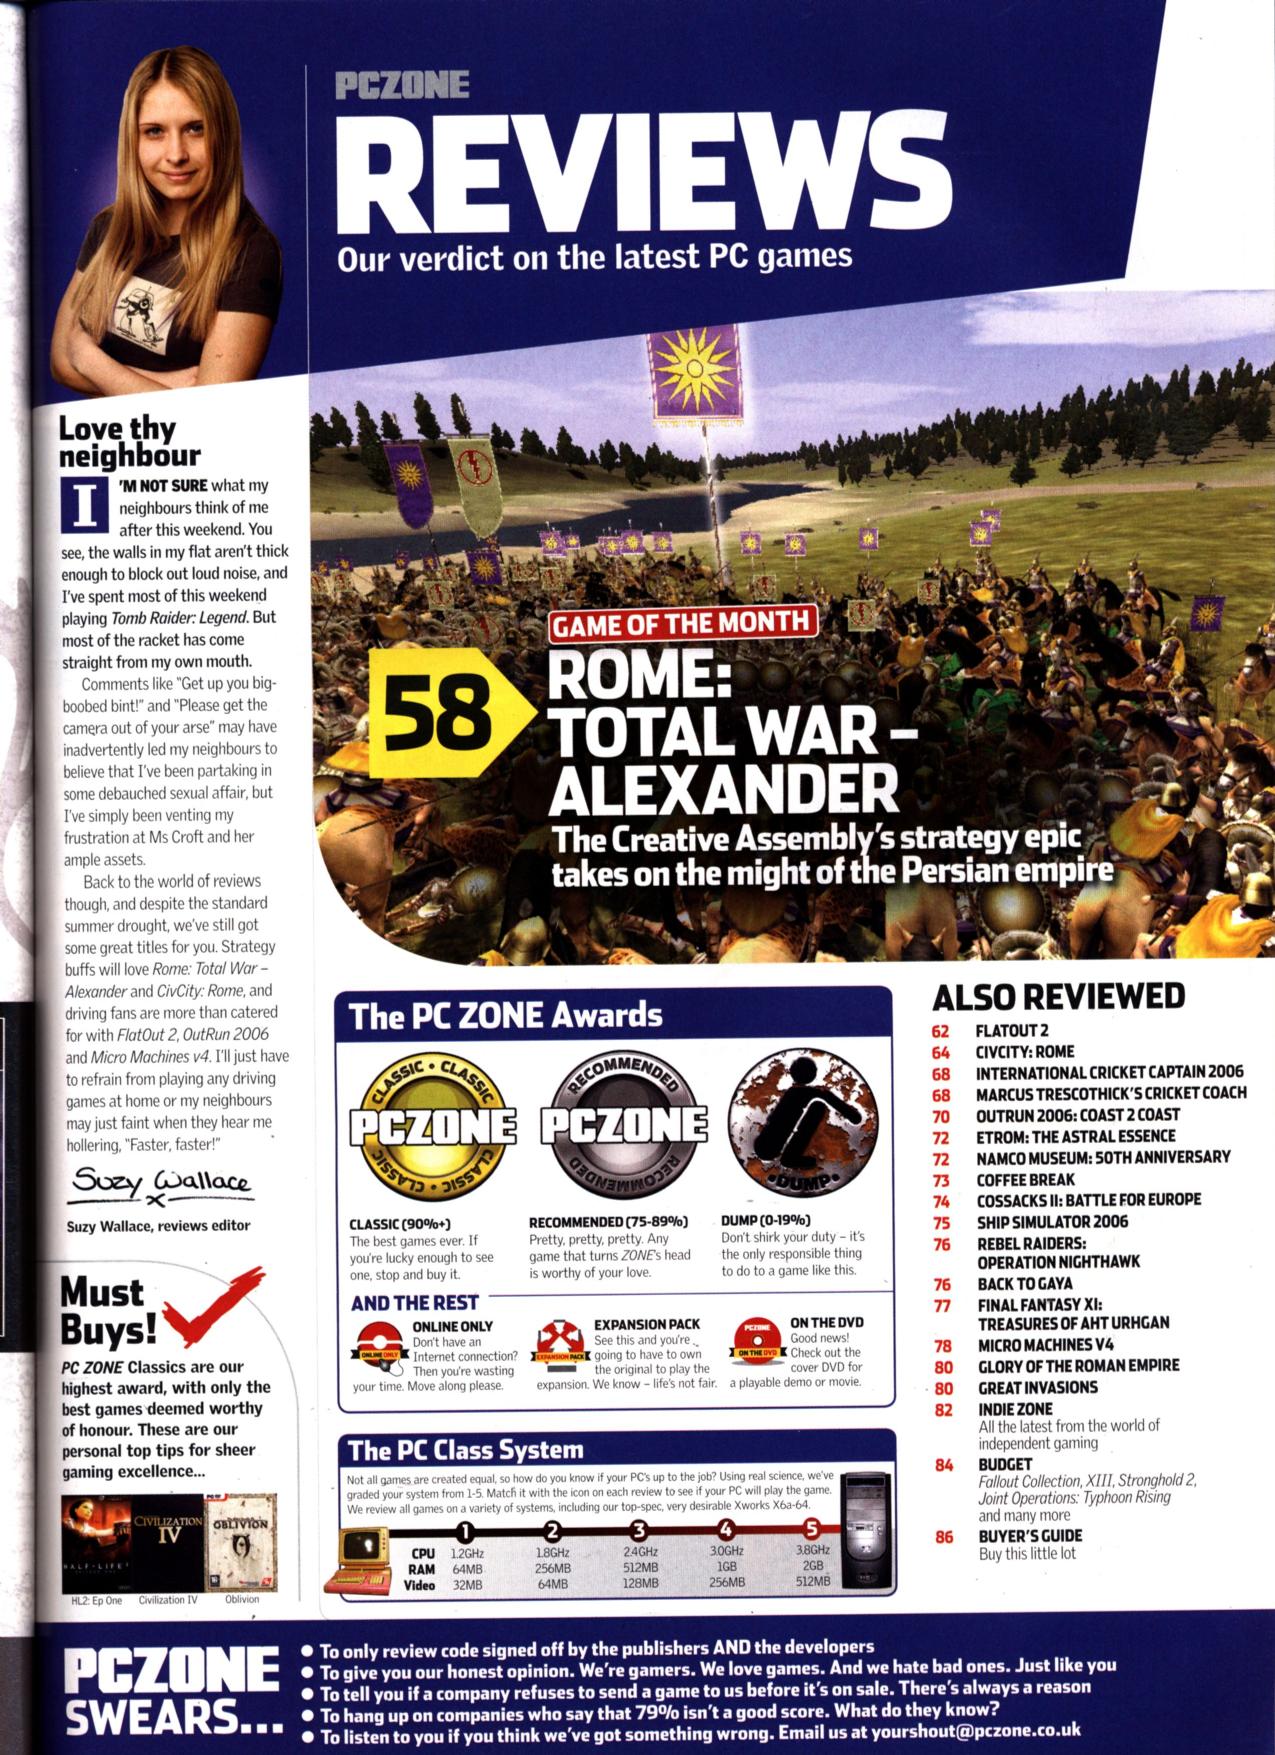 PCZONE
REVIEWS
Our verdict on the latest PC games
Love thy
neighbour
I'M NOT SURE what my
neighbours think of me
after this weekend. You
see, the walls in my flat aren't thick
enough to block out loud noise, and
I've spent most of this weekend
playing Tomb Raider: Legend. But
most of the racket has come
straight from my own mouth.
Comments like "Get up you big-
boobed bint!" and "Please get the
camera out of your arse" may have
inadvertently led my neighbours to
believe that I've been partaking in
some debauched sexual affair, but
I've simply been venting my
frustration at Ms Croft and her
ample assets.
Back to the world of reviews
though, and despite the standard
summer drought, we've still got
some great titles for you. Strategy
buffs will love Rome: Total War –
Alexander and CivCity: Rome, and
driving fans are more than catered
for with FlatOut 2, OutRun 2006
and Micro Machines v4. I'll just have
to refrain from playing any driving
games at home or my neighbours
may just faint when they hear me
hollering, "Faster, faster!"
Suzy Wallace
x
Suzy Wallace, reviews editor
Must
Buys!
PC ZONE Classics are our
highest award, with only the
best games deemed worthy
of honour. These are our
personal top tips for sheer
gaming excellence...
HALF-LIFE²
CIVILIZATION
IV
OBLIVION
HL2: Ep One
Civilization IV
Oblivion
GAME OF THE MONTH
58
ROME:
TOTAL WAR –
ALEXANDER
The Creative Assembly's strategy epic
takes on the might of the Persian empire
The PC ZONE Awards
CLASSIC • CLASSIC
PCZONE
CLASSIC • CLASSIC
RECOMMENDED
PCZONE
RECOMMENDED
•DUMP•
CLASSIC (90%+)
The best games ever. If
you're lucky enough to see
one, stop and buy it.
RECOMMENDED (75-89%)
Pretty, pretty, pretty. Any
game that turns ZONE's head
is worthy of your love.
DUMP (0-19%)
Don't shirk your duty – it's
the only responsible thing
to do to a game like this.
AND THE REST
ONLINE ONLY
ONLINE ONLY
Don't have an
Internet connection?
Then you're wasting
your time. Move along please.
EXPANSION PACK
EXPANSION PACK
See this and you're
going to have to own
the original to play the
expansion. We know – life's not fair.
PCZONE
ON THE DVD
ON THE DVD
Good news!
Check out the
cover DVD for
a playable demo or movie.
The PC Class System
Not all games are created equal, so how do you know if your PC's up to the job? Using real science, we've
graded your system from 1-5. Match it with the icon on each review to see if your PC will play the game.
We review all games on a variety of systems, including our top-spec, very desirable Xworks X6a-64.
1 2 3 4 5
CPU 1.2GHz 1.8GHz 2.4GHz 3.0GHz 3.8GHz
RAM 64MB 256MB 512MB 1GB 2GB
Video 32MB 64MB 128MB 256MB 512MB
ALSO REVIEWED
62 FLATOUT 2
64 CIVCITY: ROME
68 INTERNATIONAL CRICKET CAPTAIN 2006
68 MARCUS TRESCOTHICK'S CRICKET COACH
70 OUTRUN 2006: COAST 2 COAST
72 ETROM: THE ASTRAL ESSENCE
72 NAMCO MUSEUM: 50TH ANNIVERSARY
73 COFFEE BREAK
74 COSSACKS II: BATTLE FOR EUROPE
75 SHIP SIMULATOR 2006
76 REBEL RAIDERS:
OPERATION NIGHTHAWK
76 BACK TO GAYA
77 FINAL FANTASY XI:
TREASURES OF AHT URHGAN
78 MICRO MACHINES V4
80 GLORY OF THE ROMAN EMPIRE
80 GREAT INVASIONS
82 INDIE ZONE
All the latest from the world of
independent gaming
84 BUDGET
Fallout Collection, XIII, Stronghold 2,
Joint Operations: Typhoon Rising
and many more
86 BUYER'S GUIDE
Buy this little lot
PCZONE
SWEARS...
● To only review code signed off by the publishers AND the developers
● To give you our honest opinion. We're gamers. We love games. And we hate bad ones. Just like you
● To tell you if a company refuses to send a game to us before it's on sale. There's always a reason
● To hang up on companies who say that 79% isn't a good score. What do they know?
● To listen to you if you think we've got something wrong. Email us at yourshout@pczone.co.uk